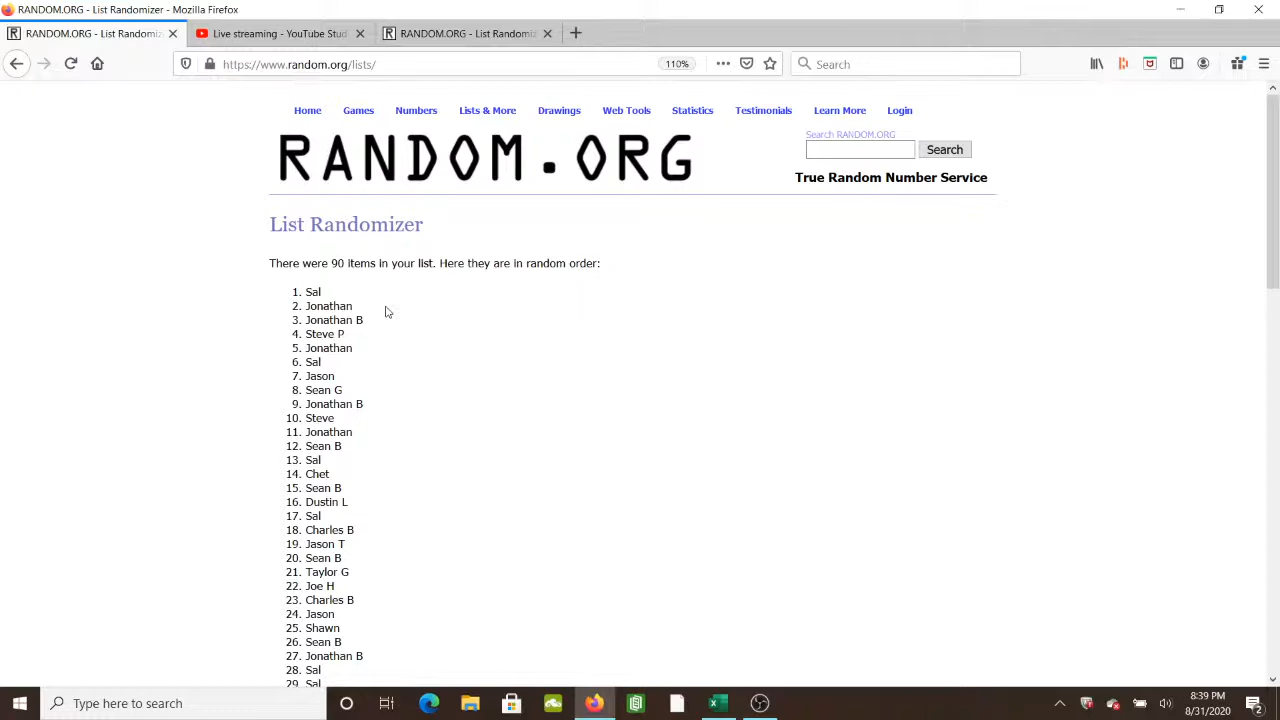 RANDOM.ORG - List Randomizer - Mozilla Firefox
RANDOM.ORG - List Randomiz
Live streaming - YouTube Stud
RANDOM.ORG - List Randomiz
https://www.random.org/lists/
110%
Search
Home Games Numbers Lists & More Drawings Web Tools Statistics Testimonials Learn More Login
RANDOM.ORG
Search RANDOM.ORG
Search
True Random Number Service
List Randomizer
There were 90 items in your list. Here they are in random order:
1. Sal
2. Jonathan
3. Jonathan B
4. Steve P
5. Jonathan
6. Sal
7. Jason
8. Sean G
9. Jonathan B
10. Steve
11. Jonathan
12. Sean B
13. Sal
14. Chet
15. Sean B
16. Dustin L
17. Sal
18. Charles B
19. Jason T
20. Sean B
21. Taylor G
22. Joe H
23. Charles B
24. Jason
25. Shawn
26. Sean B
27. Jonathan B
28. Sal
29. Sal
Type here to search
8:39 PM
8/31/2020
2